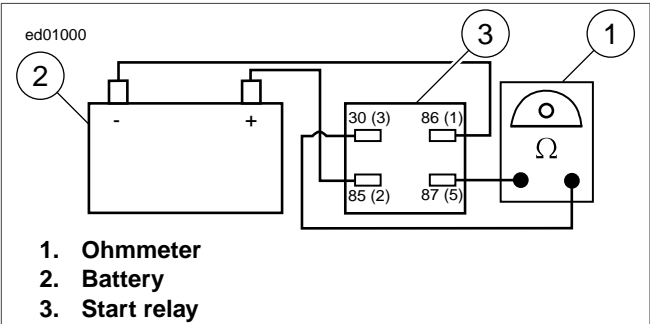 ed01000
2
3
1
- +
30 (3) 86 (1)
Ω
85 (2) 87 (5)
1. Ohmmeter
2. Battery
3. Start relay